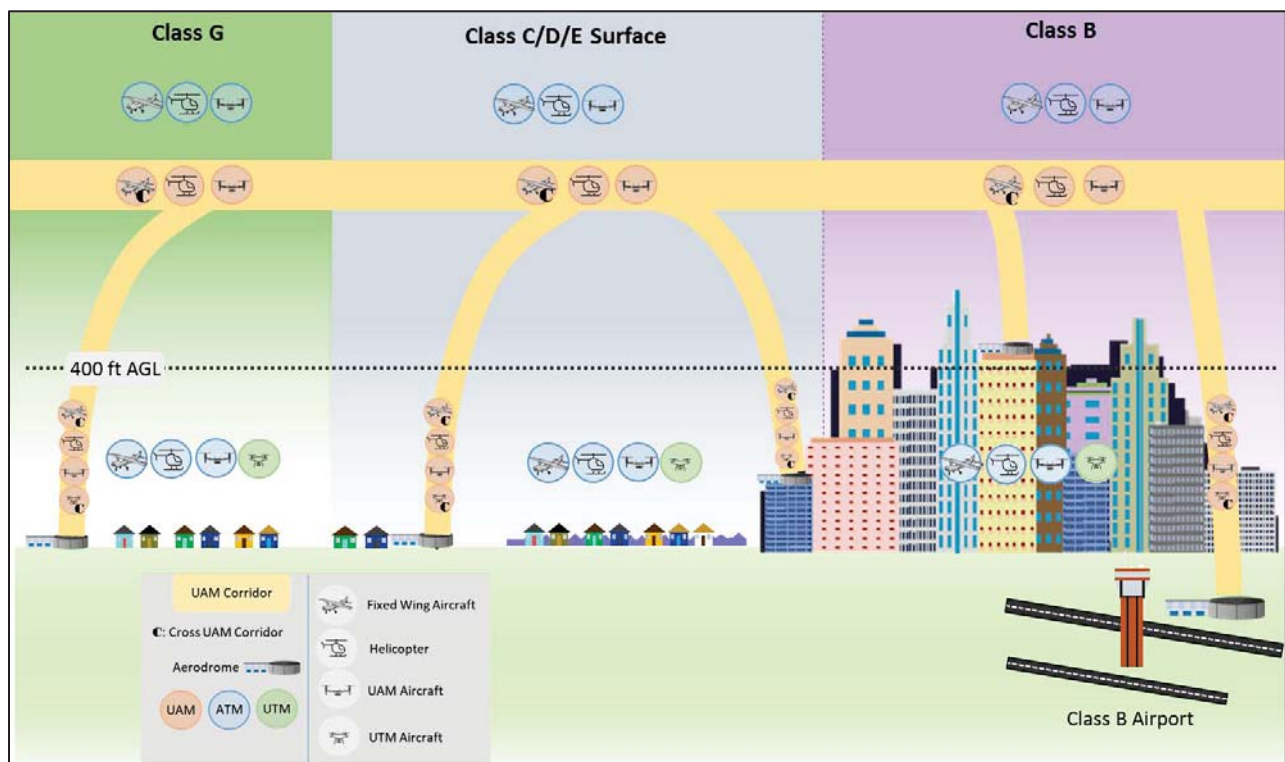 Class G
Class C/D/E Surface
Class B
C
C
C
400 ft AGL
C
C
C
C
C
C
C
C
UAM Corridor
C: Cross UAM Corridor
Aerodrome
UAM
ATM
UTM
Fixed Wing Aircraft
Helicopter
UAM Aircraft
UTM Aircraft
Class B Airport